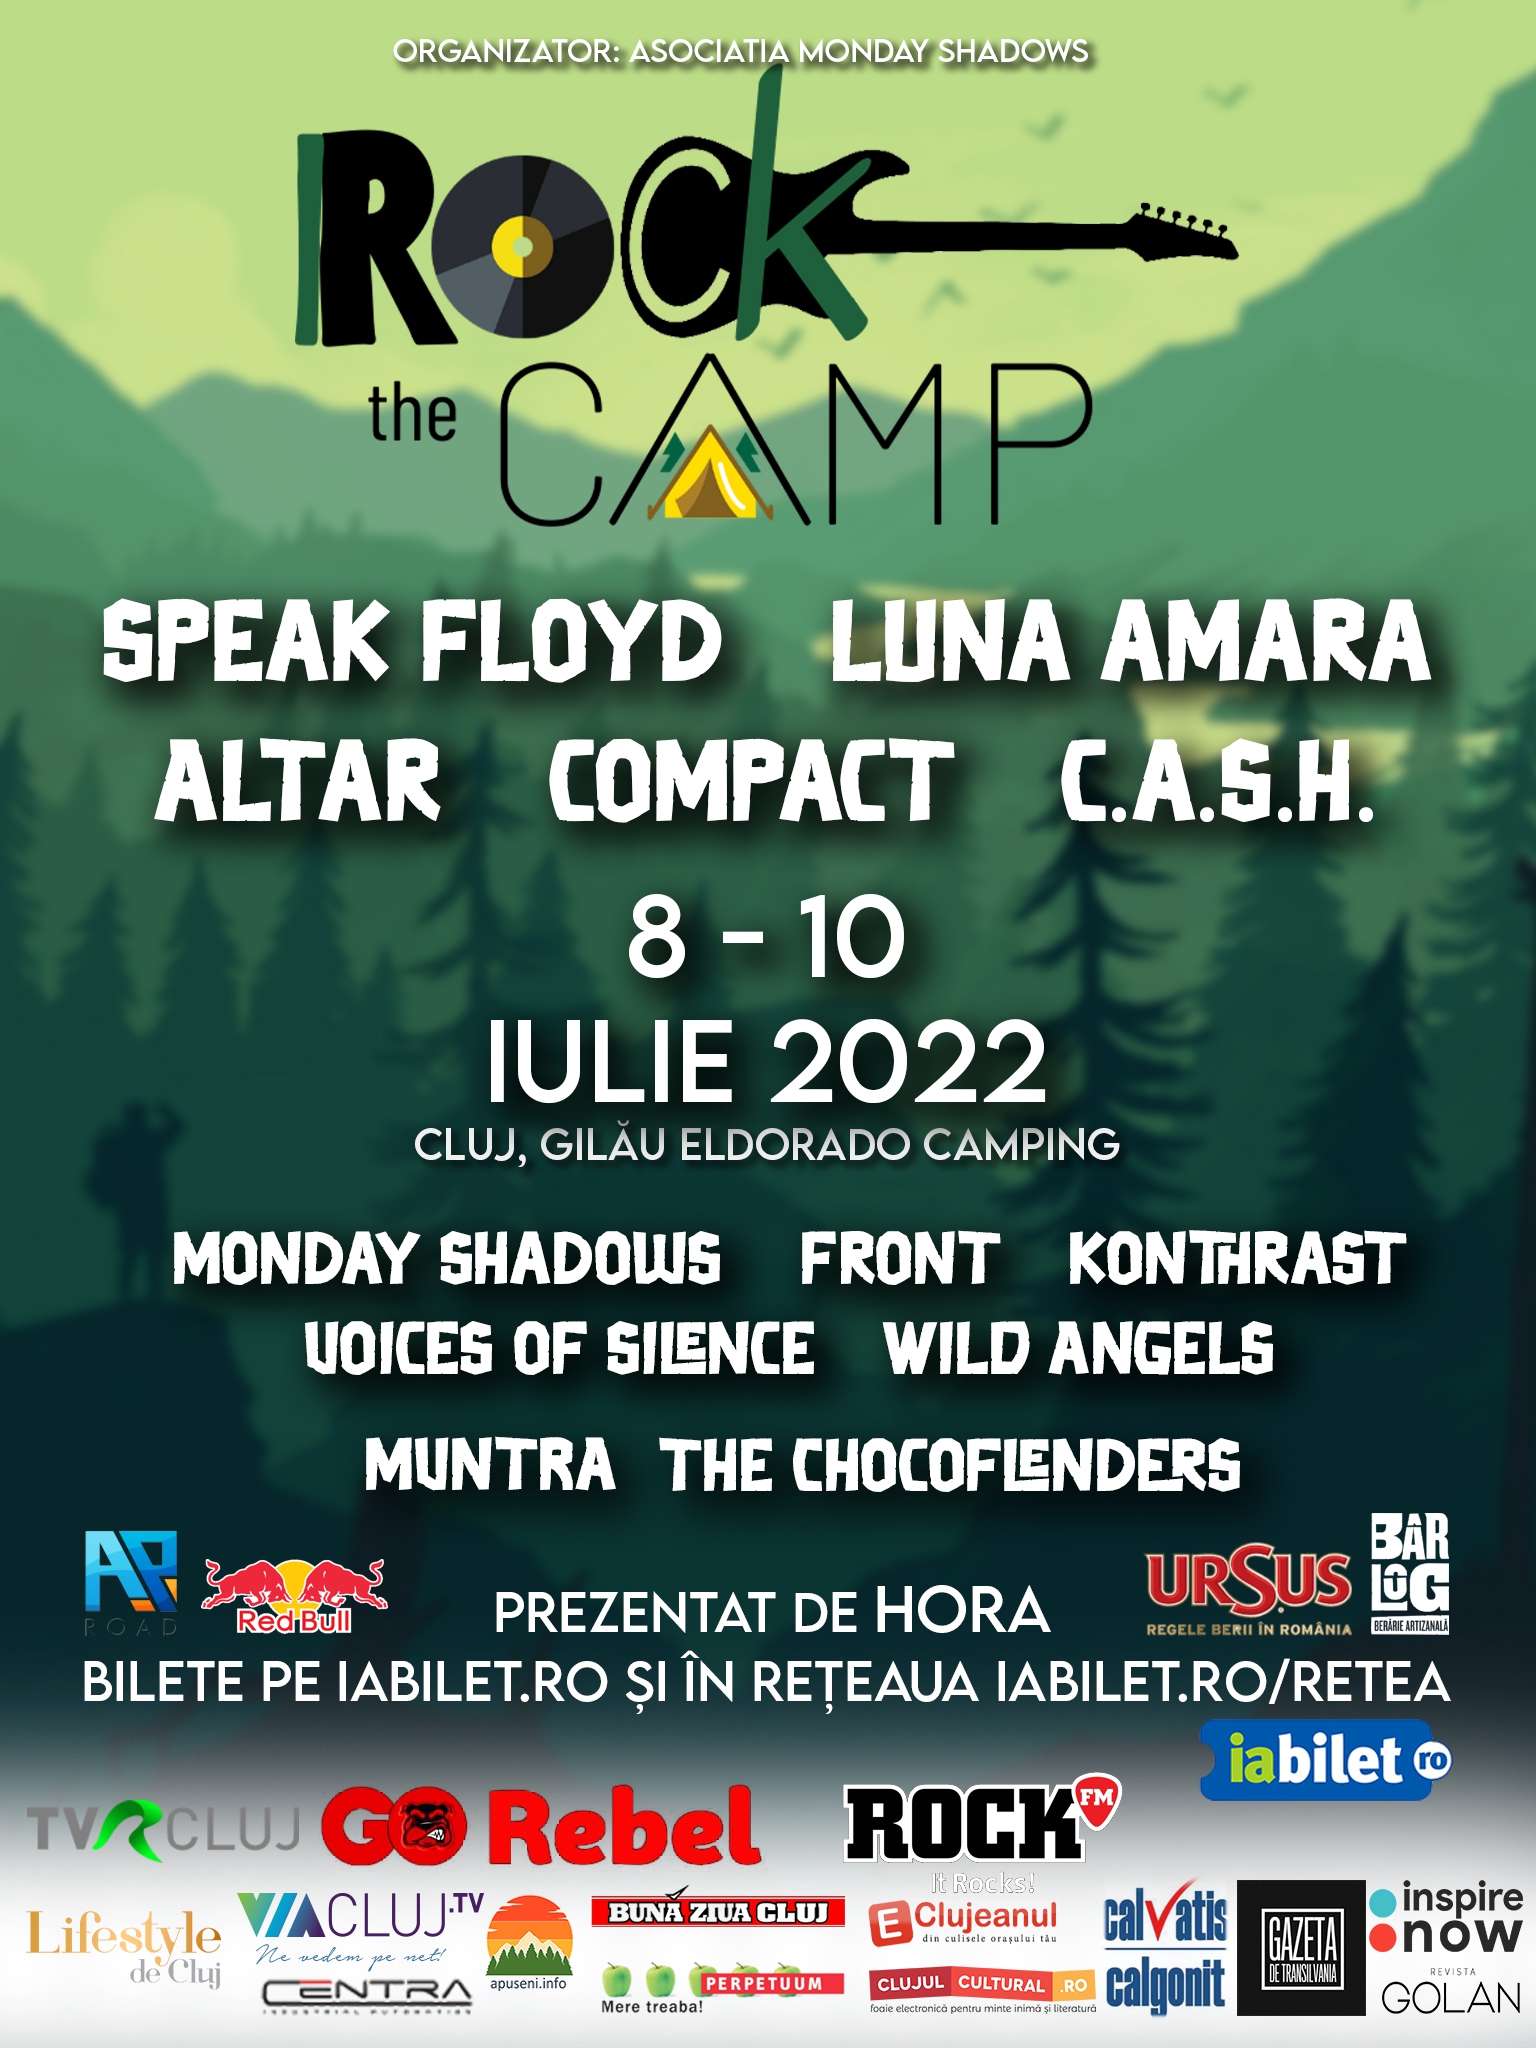 ORGANIZATOR: ASOCIATIA MONDAY SHADOWS
ROCK
the CAMP
SPEAK FLOYD LUNA AMARA
ALTAR COMPACT C.A.S.H.
8 - 10
IULIE 2022
CLUJ, GILĂU ELDORADO CAMPING
MONDAY SHADOWS FRONT KONTHRAST
VOICES OF SILENCE WILD ANGELS
MUNTRA THE CHOCOFLENDERS
AP
ROAD
Red Bull
PREZENTAT DE HORA
URSUS
REGELE BERII ÎN ROMÂNIA
BÂR
LOG
BERĂRIE ARTIZANALĂ
BILETE PE IABILET.RO ȘI ÎN REȚEAUA IABILET.RO/RETEA
iabilet.ro
TVR CLUJ
GO Rebel
ROCK FM
It Rocks!
Lifestyle
de Cluj
VIACLUJ.TV
Ne vedem pe net!
CENTRA
INDUSTRIAL AUTOMATION
apuseni.info
BUNĂ ZIUA CLUJ
PERPETUUM
Mere treaba!
E Clujeanul
din culisele orașului tău
CLUJUL CULTURAL .RO
foaie electronică pentru minte inimă și literatură
calvatis
calgonit
GAZETA
DE TRANSILVANIA
inspire
now
REVISTA
GOLAN